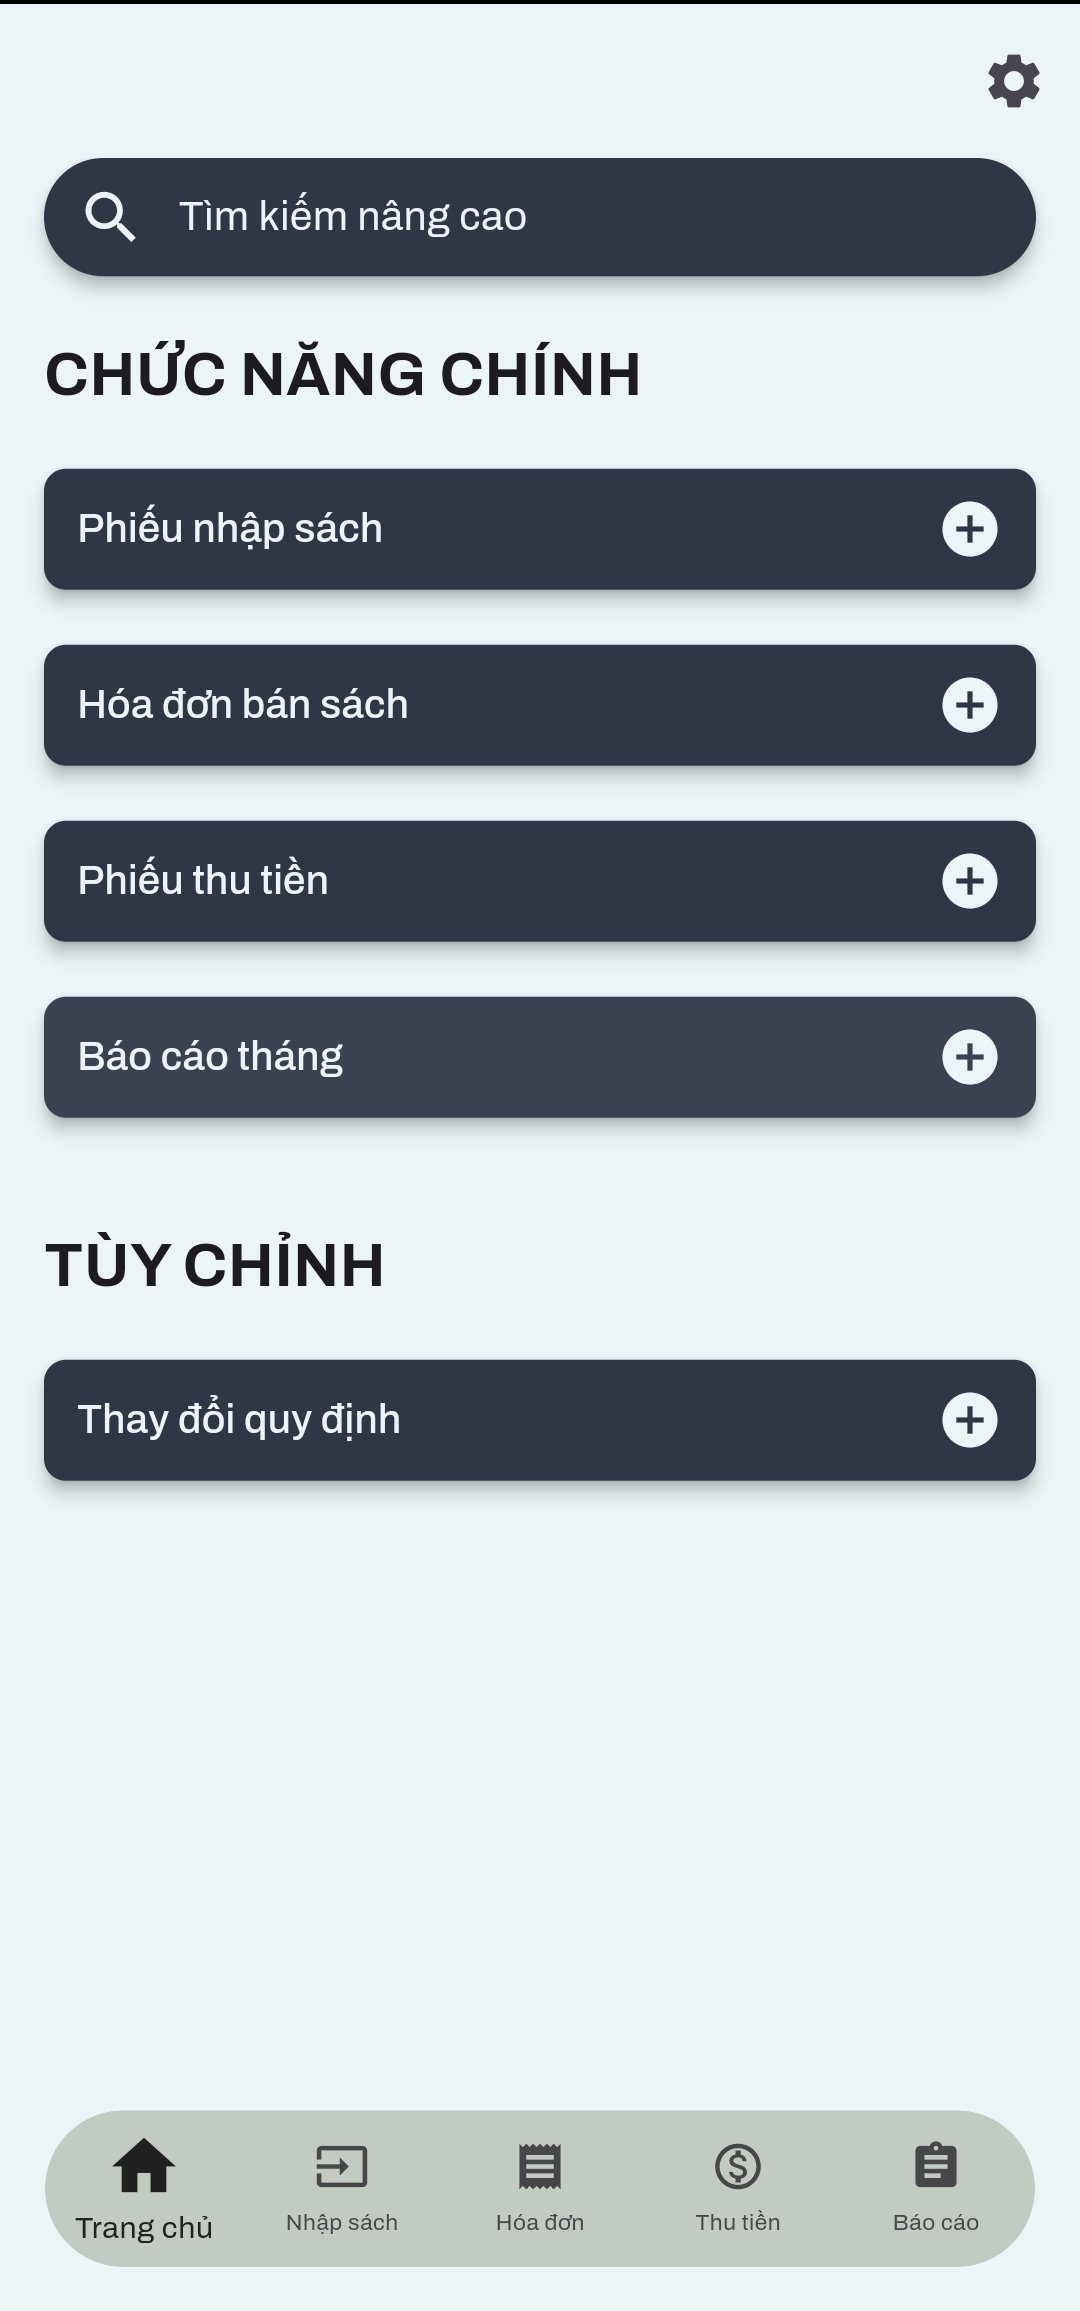 Tìm kiếm nâng cao
CHỨC NĂNG CHÍNH
Phiếu nhập sách
Hóa đơn bán sách
Phiếu thu tiền
Báo cáo tháng
TÙY CHỈNH
Thay đổi quy định
Trang chủ
Nhập sách
Hóa đơn
Thu tiền
Báo cáo